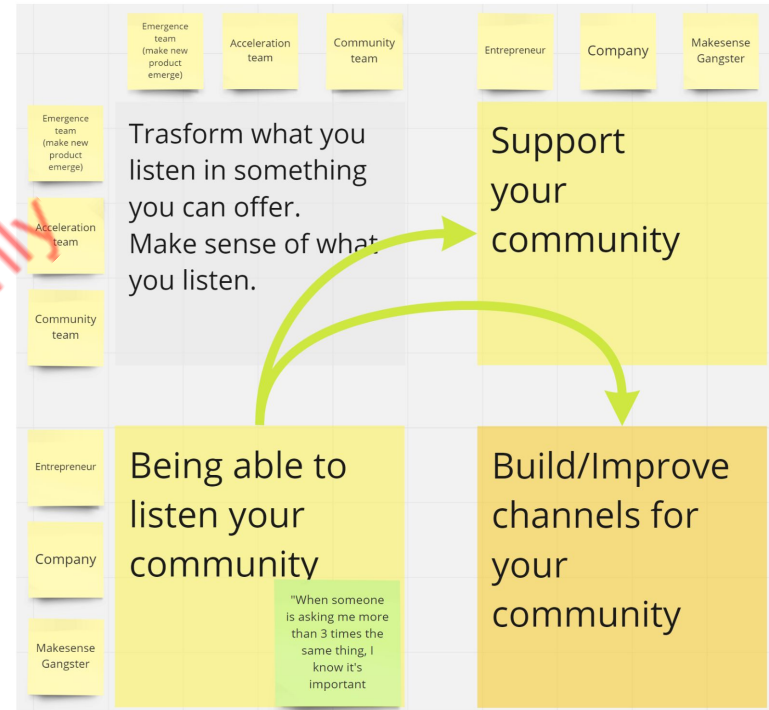 Emergence
team
(make new
product
emerge)
Acceleration
team
Community
team
Entrepreneur
Company
Makesense
Gangster
Emergence
team
(make new
product
emerge)
Acceleration
team
Community
team
Trasform what you
listen in something
you can offer.
Make sense of what
you listen.
Support
your
community
Entrepreneur
Company
Makesense
Gangster
Being able to
listen your
community
"When someone
is asking me more
than 3 times the
same thing, I
know it's
important
Build/Improve
channels for
your
community